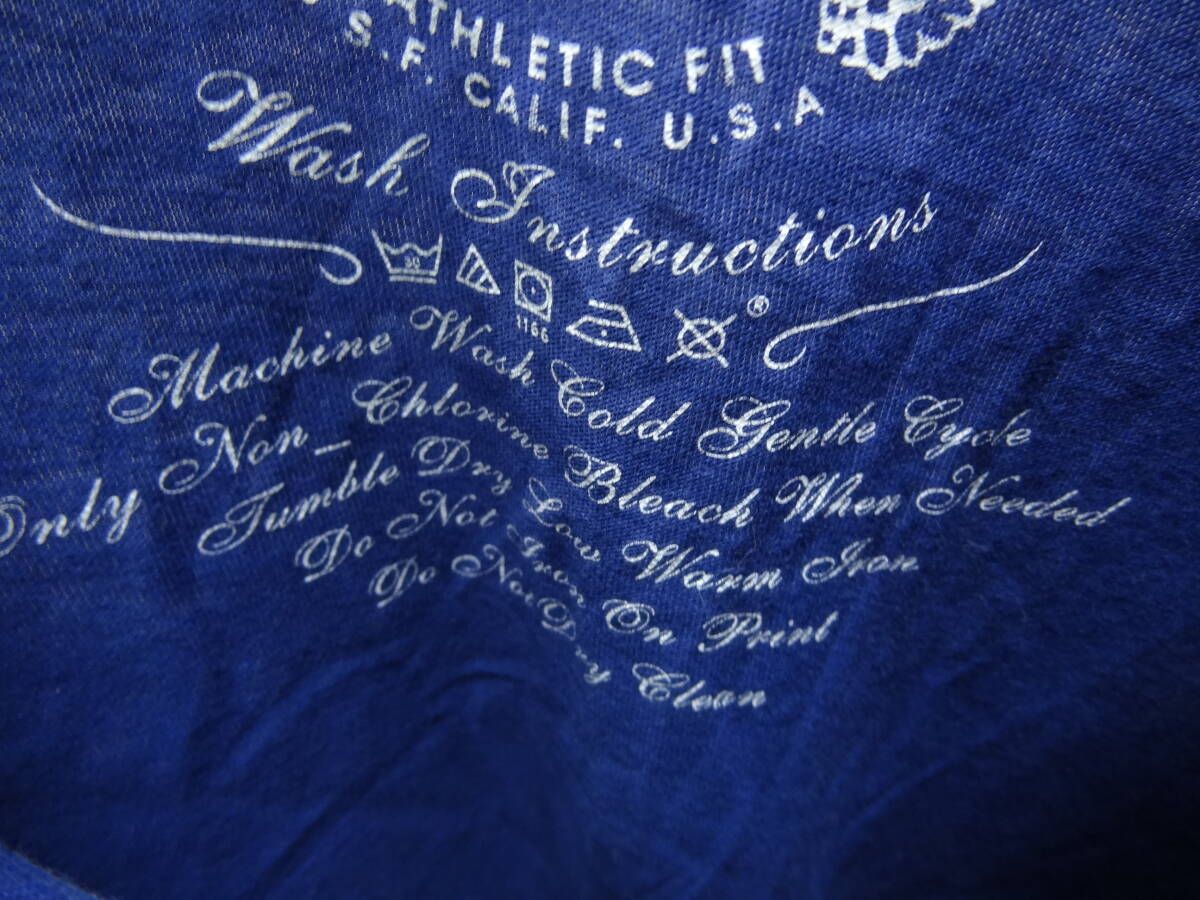 ATHLETIC FIT
S.F. CALIF. U.S.A
Wash Instructions
30
1166
®
Machine Wash Cold Gentle Cycle
Only Non_Chlorine Bleach When Needed
Tumble Dry Low Warm Iron
Do Not Iron On Print
Do Not Dry Clean